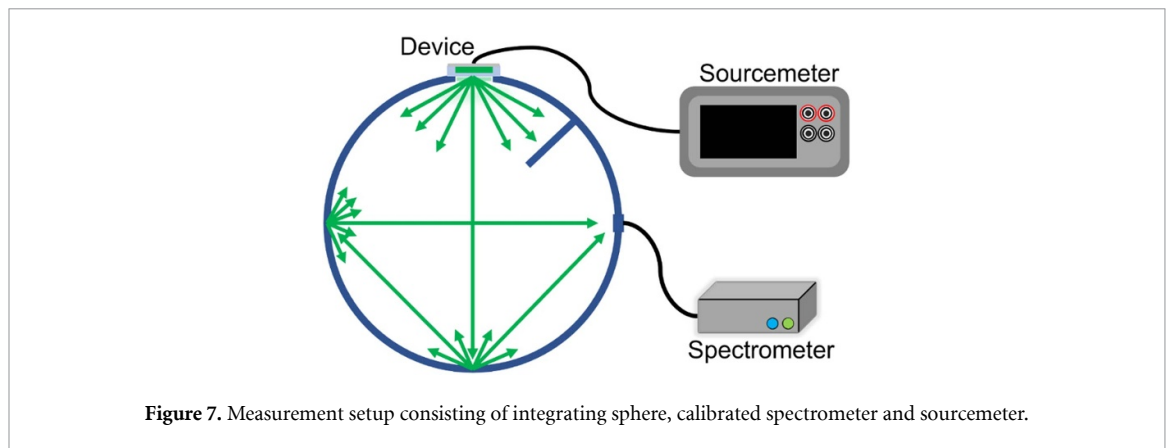 Device
Sourcemeter
Spectrometer
Figure 7. Measurement setup consisting of integrating sphere, calibrated spectrometer and sourcemeter.